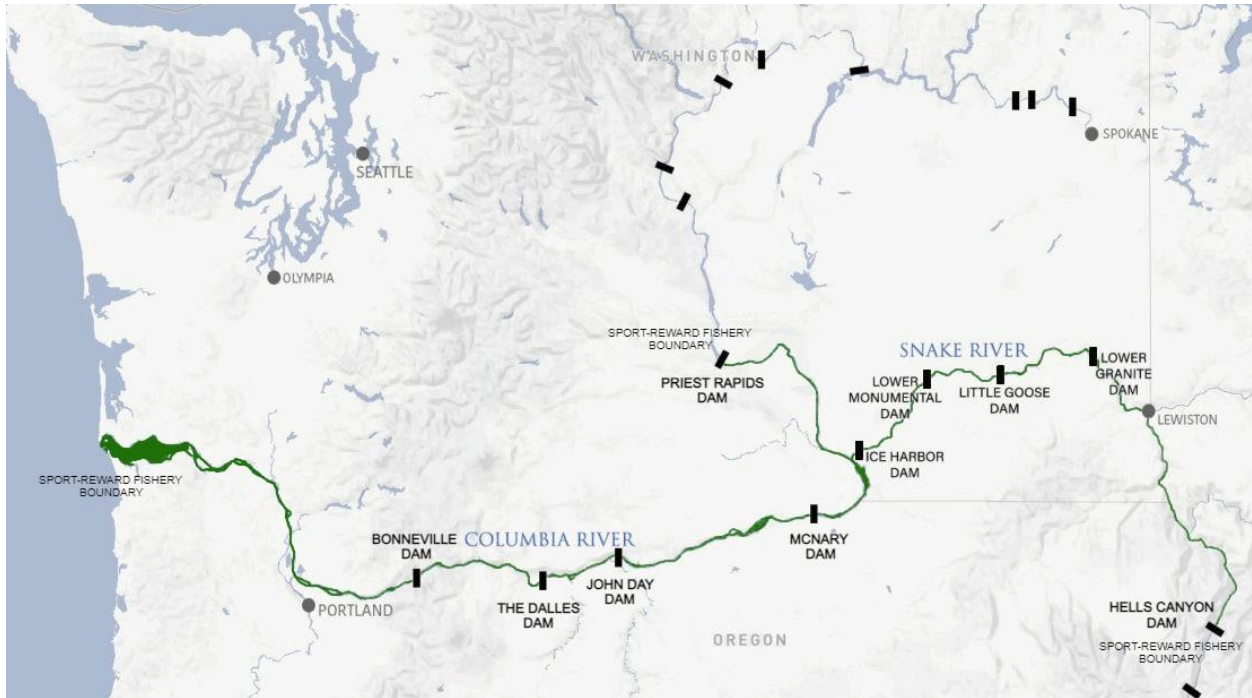 WASHINGTON
SPOKANE
SEATTLE
OLYMPIA
SPORT-REWARD FISHERY
BOUNDARY
PRIEST RAPIDS
DAM
SNAKE RIVER
LOWER
MONUMENTAL
DAM
LITTLE GOOSE
DAM
LOWER
GRANITE
DAM
LEWISTON
ICE HARBOR
DAM
SPORT-REWARD FISHERY
BOUNDARY
BONNEVILLE
DAM
COLUMBIA RIVER
MCNARY
DAM
JOHN DAY
DAM
THE DALLES
DAM
PORTLAND
OREGON
HELLS CANYON
DAM
SPORT-REWARD FISHERY
BOUNDARY